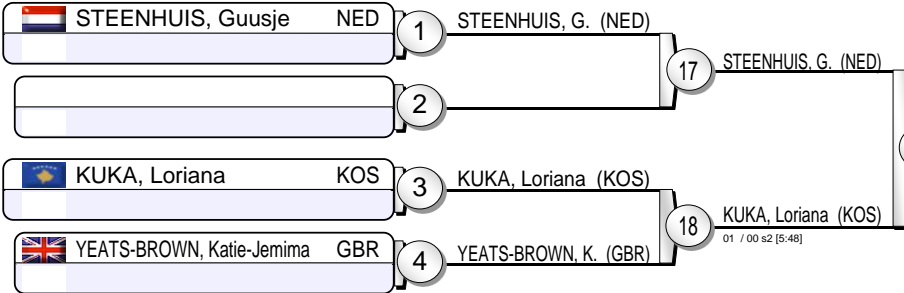 STEENHUIS, Guusje NED
1
STEENHUIS, G. (NED)
17
STEENHUIS, G. (NED)
2
KUKA, Loriana KOS
3
KUKA, Loriana (KOS)
18
KUKA, Loriana (KOS)
01 / 00 s2 [5:48]
YEATS-BROWN, Katie-Jemima GBR
4
YEATS-BROWN, K. (GBR)